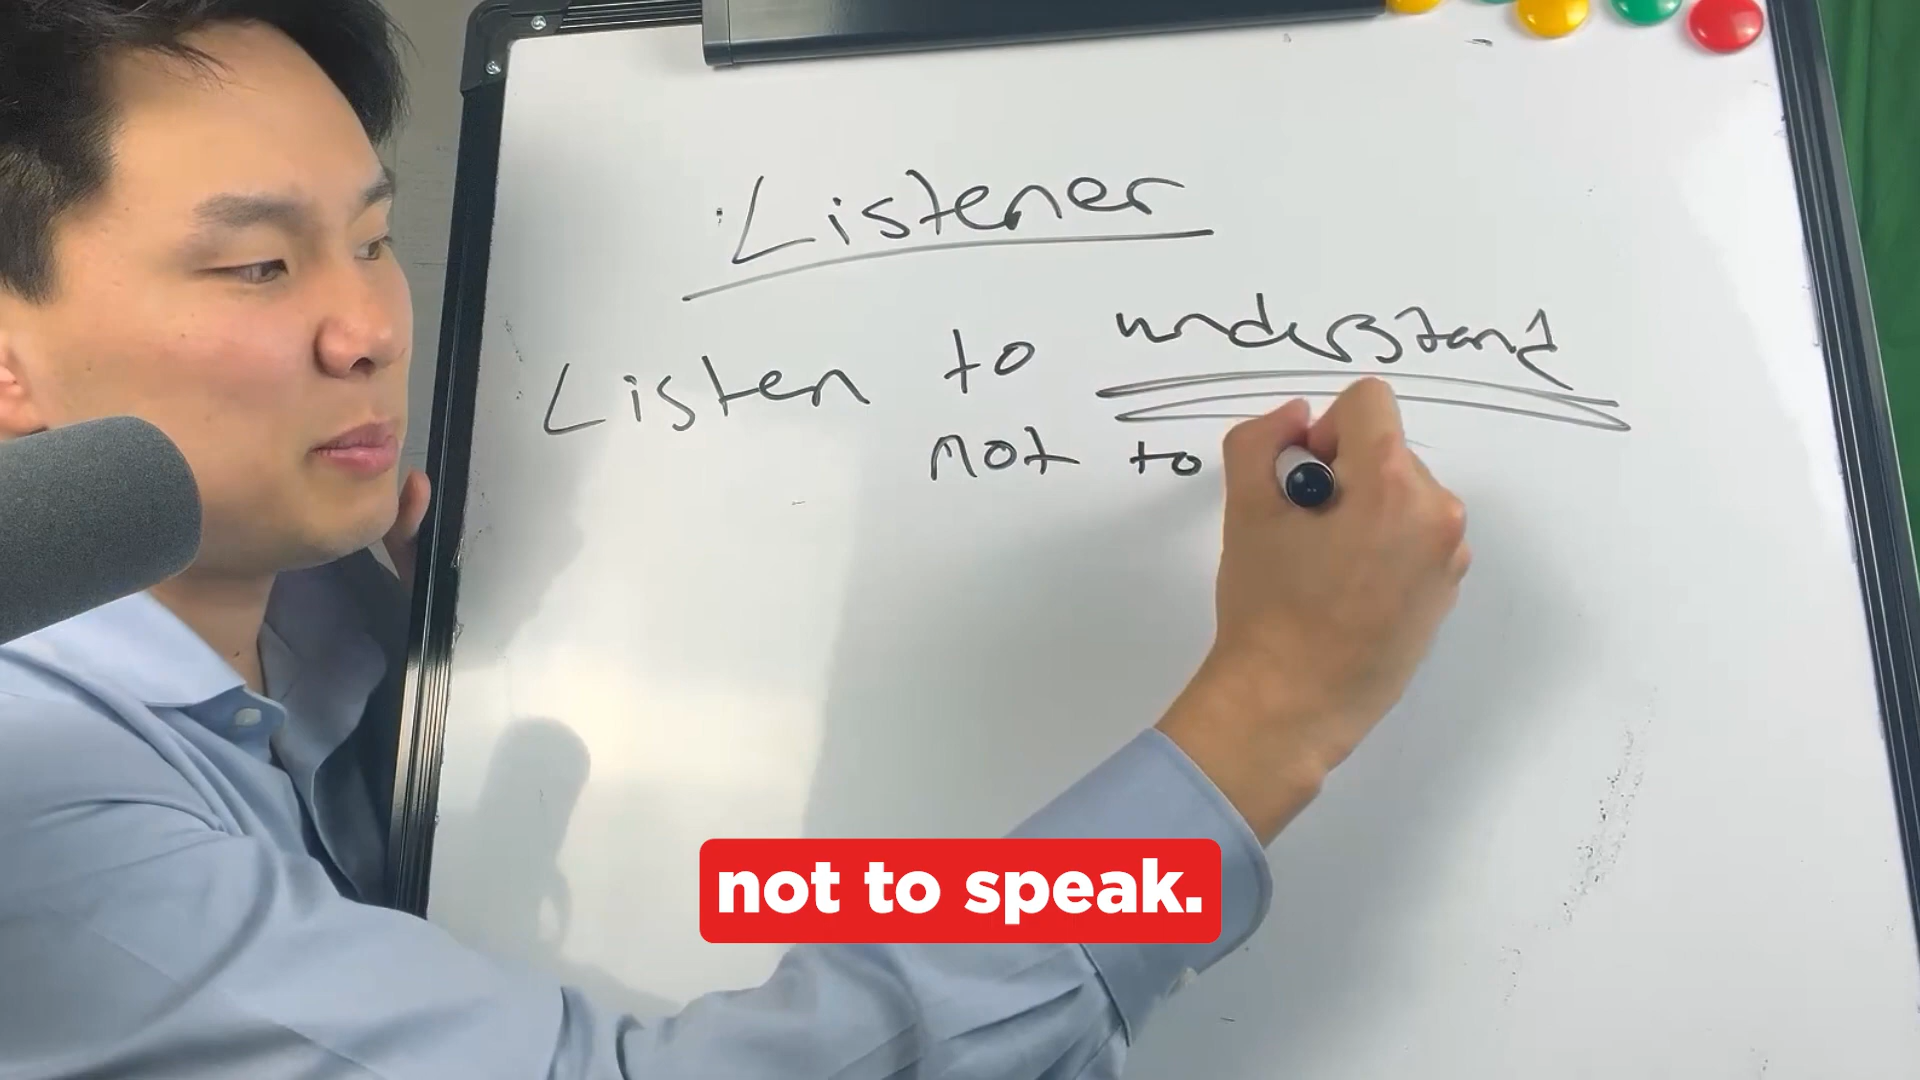 Listener
Listen to understand
not to
not to speak.